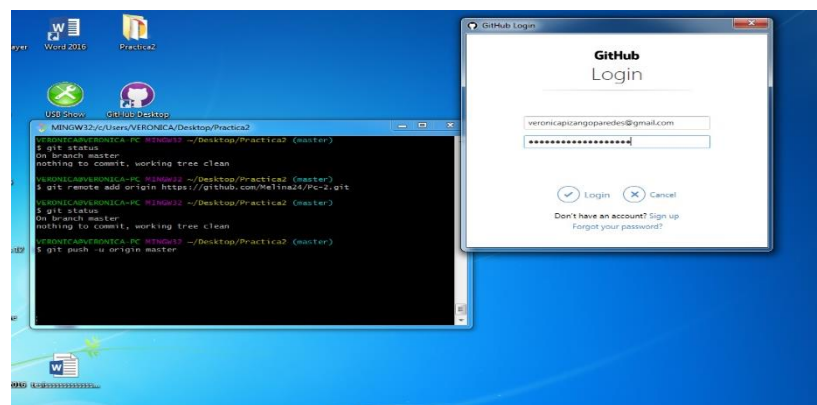 ayer
Word 2016
Practica2
USB Show
GitHub Desktop
MINGW32:/c/Users/VERONICA/Desktop/Practica2
VERONICA@VERONICA-PC MINGW32 ~/Desktop/Practica2 (master)
$ git status
On branch master
nothing to commit, working tree clean
VERONICA@VERONICA-PC MINGW32 ~/Desktop/Practica2 (master)
$ git remote add origin https://github.com/Melina24/Pc-2.git
VERONICA@VERONICA-PC MINGW32 ~/Desktop/Practica2 (master)
$ git status
On branch master
nothing to commit, working tree clean
VERONICA@VERONICA-PC MINGW32 ~/Desktop/Practica2 (master)
$ git push -u origin master
GitHub Login
GitHub
Login
veronicapizangoparedes@gmail.com
Login
Cancel
Don't have an account? Sign up
Forgot your password?
2016